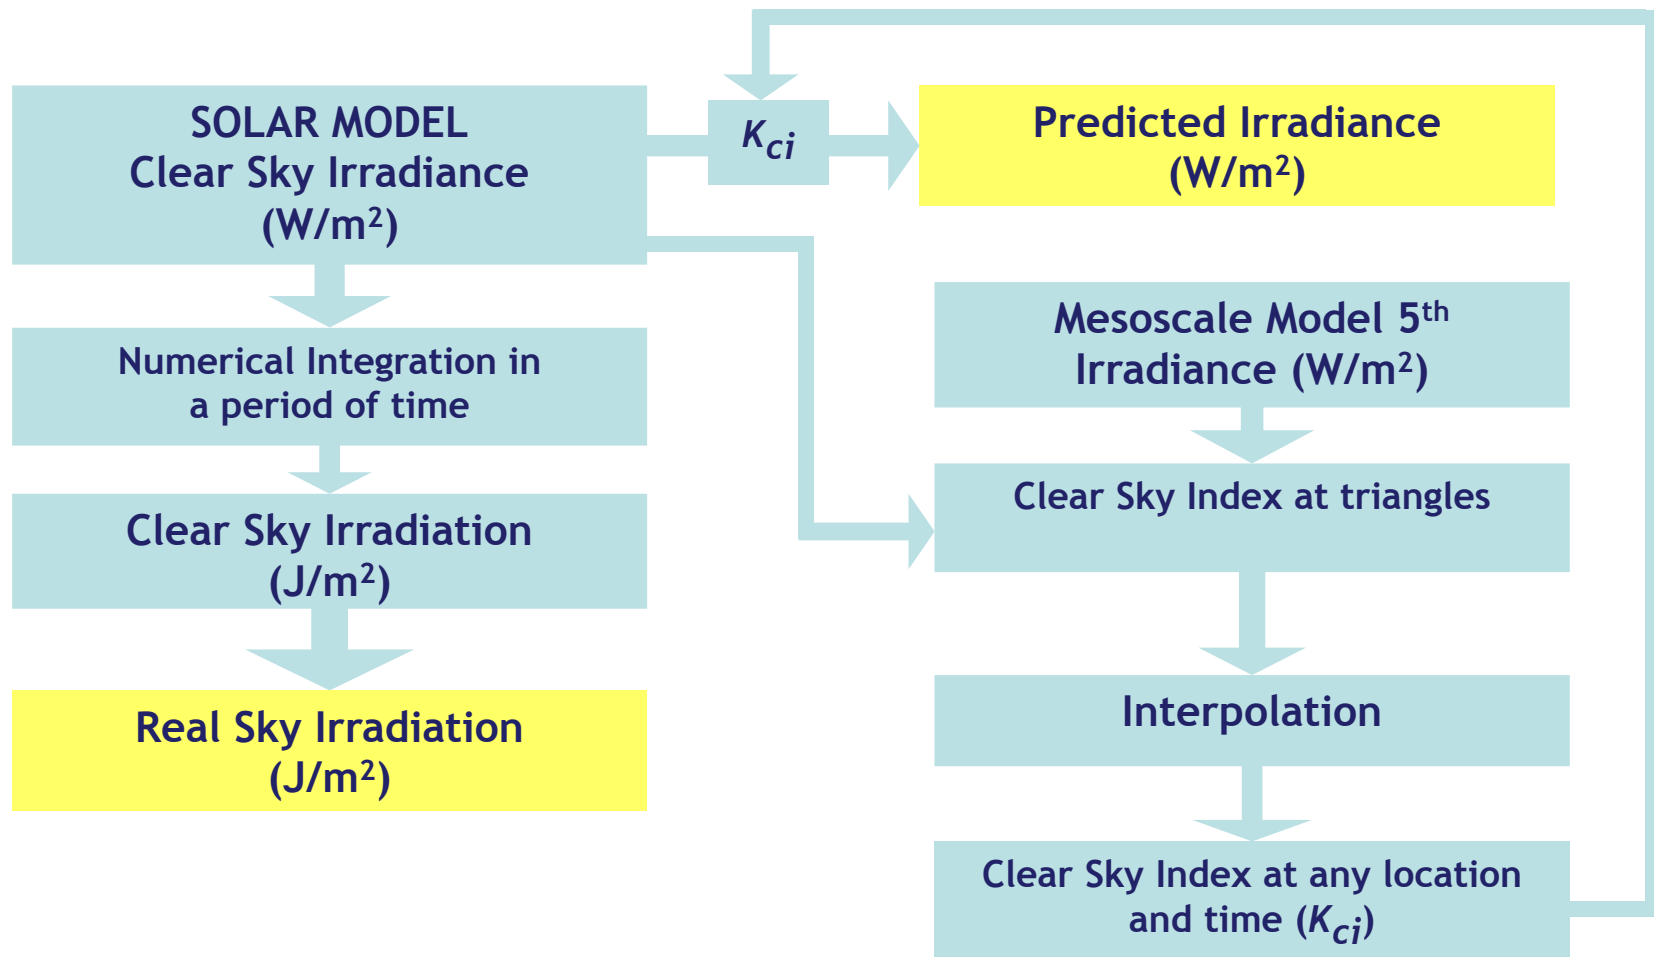 SOLAR MODEL
Clear Sky Irradiance
(W/m²)
K_ci
Predicted Irradiance
(W/m²)
Numerical Integration in
a period of time
Clear Sky Irradiation
(J/m²)
Real Sky Irradiation
(J/m²)
Mesoscale Model 5th
Irradiance (W/m²)
Clear Sky Index at triangles
Interpolation
Clear Sky Index at any location
and time (K_ci)